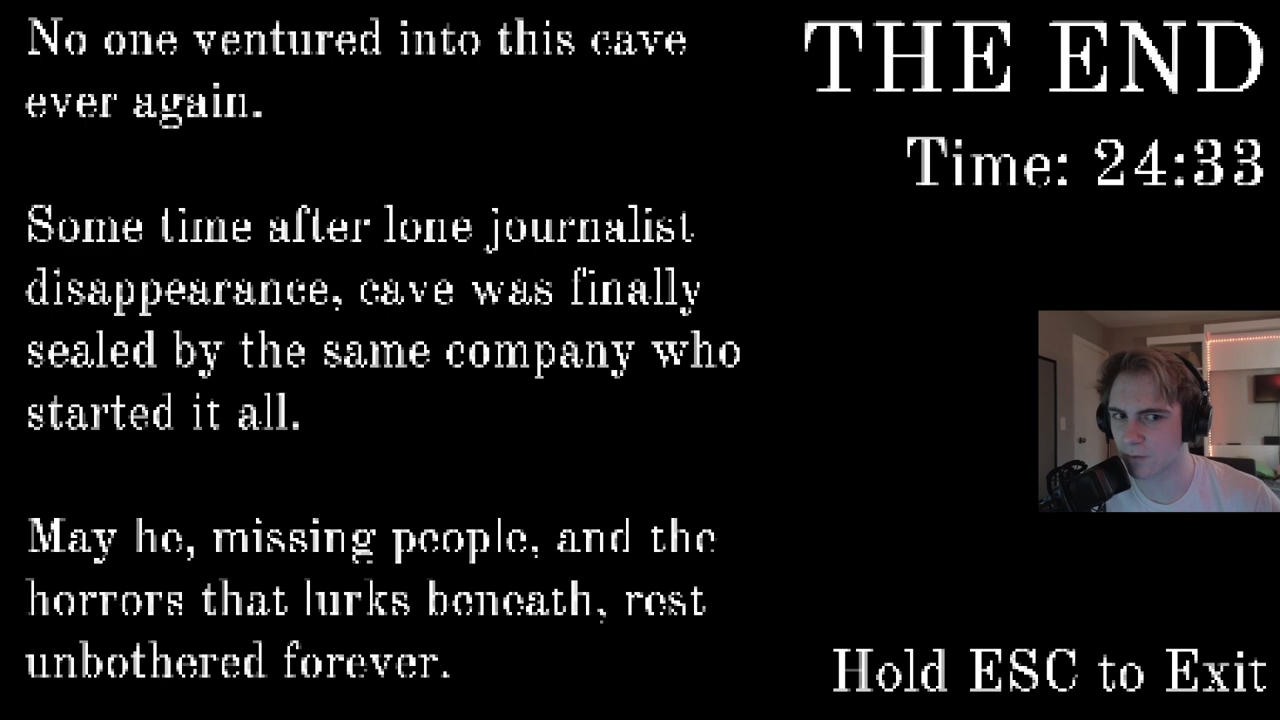 No one ventured into this cave
ever again.
Some time after lone journalist
disappearance, cave was finally
sealed by the same company who
started it all.
May he, missing people, and the
horrors that lurks beneath, rest
unbothered forever.
THE END
Time: 24:33
Hold ESC to Exit